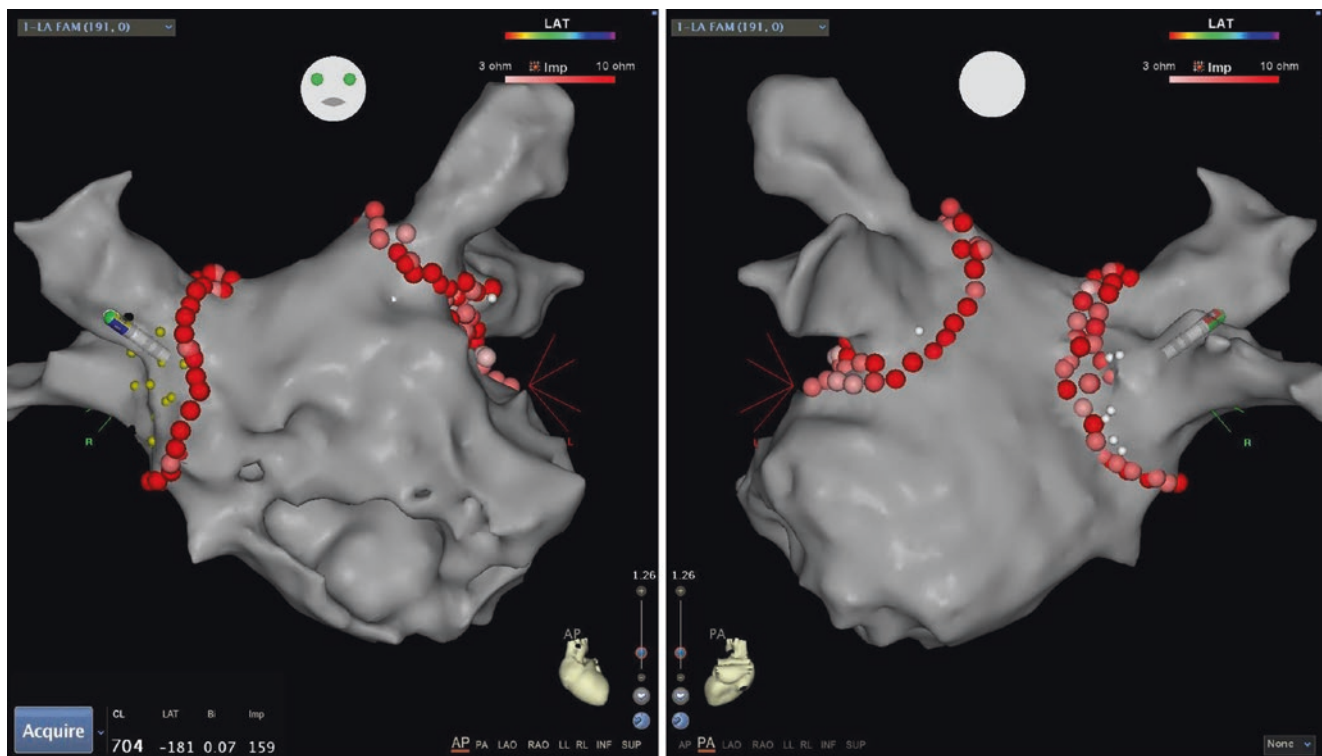 1-LA FAM (191, 0)
LAT
3 ohm Imp 10 ohm
R
L
1.26
AP
Acquire
CL LAT Bi Imp
704 -181 0.07 159
AP PA LAO RAO LL RL INF SUP
1-LA FAM (191, 0)
LAT
3 ohm Imp 10 ohm
L
R
1.26
PA
AP PA LAO RAO LL RL INF SUP
None